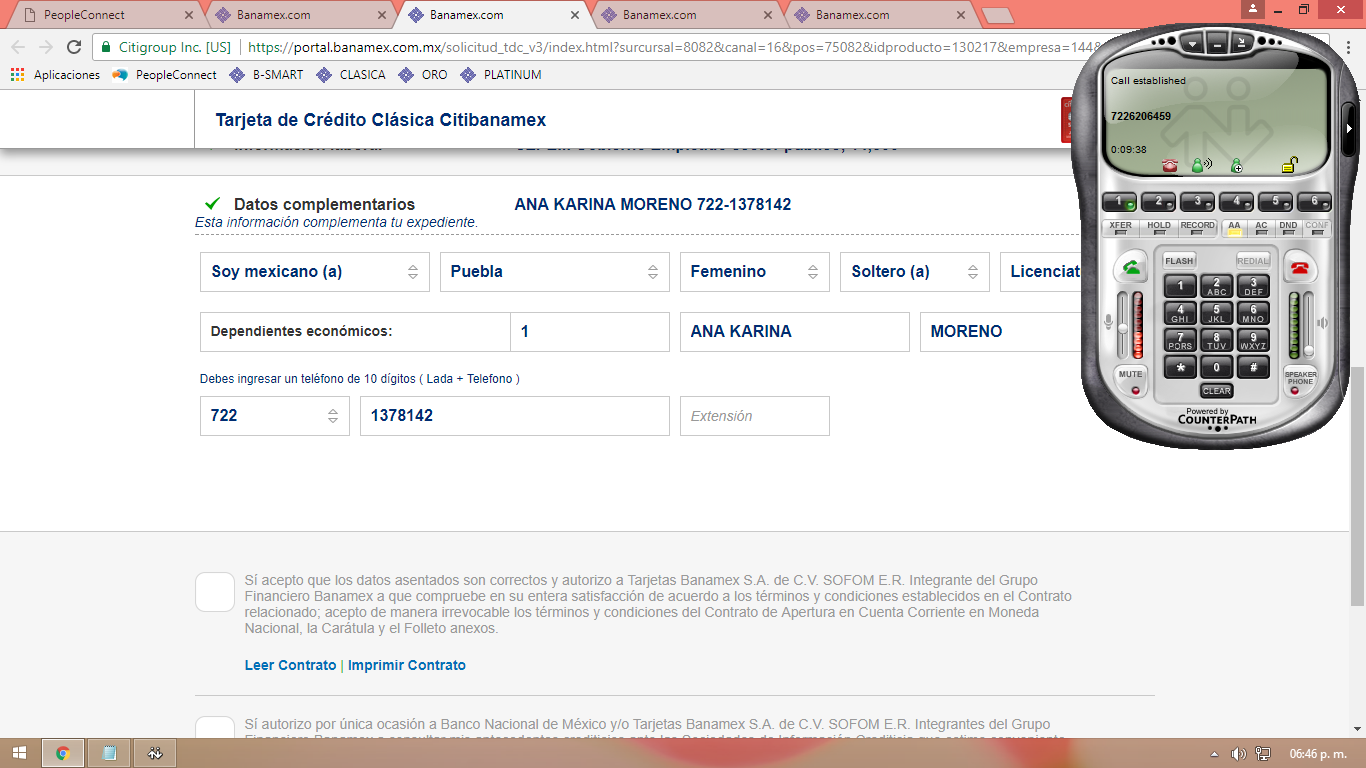 PeopleConnect
Banamex.com
Banamex.com
Banamex.com
Banamex.com
Citigroup Inc. [US]
https://portal.banamex.com.mx/solicitud_tdc_v3/index.html?sursucal=8082&canal=16&pos=75082&idproducto=130217&empresa=144&
Aplicaciones
PeopleConnect
B-SMART
CLASICA
ORO
PLATINUM
Tarjeta de Crédito Clásica Citibanamex
Datos complementarios
ANA KARINA MORENO 722-1378142
Esta información complementa tu expediente.
Soy mexicano (a)
Puebla
Femenino
Soltero (a)
Licenciat
Dependientes económicos:
1
ANA KARINA
MORENO
Debes ingresar un teléfono de 10 dígitos ( Lada + Telefono )
722
1378142
Extensión
Sí acepto que los datos asentados son correctos y autorizo a Tarjetas Banamex S.A. de C.V. SOFOM E.R. Integrante del Grupo
Financiero Banamex a que compruebe en su entera satisfacción de acuerdo a los términos y condiciones establecidos en el Contrato
relacionado; acepto de manera irrevocable los términos y condiciones del Contrato de Apertura en Cuenta Corriente en Moneda
Nacional, la Carátula y el Folleto anexos.
Leer Contrato | Imprimir Contrato
Sí autorizo por única ocasión a Banco Nacional de México y/o Tarjetas Banamex S.A. de C.V. SOFOM E.R. Integrantes del Grupo
Call established
7226206459
0:09:38
1 2 3 4 5 6
XFER HOLD RECORD AA AC DND CONF
FLASH
REDIAL
1 2 ABC 3 DEF
4 GHI 5 JKL 6 MNO
7 PQRS 8 TUV 9 WXYZ
* 0 #
MUTE
SPEAKER PHONE
CLEAR
Powered by
COUNTERPATH
06:46 p. m.